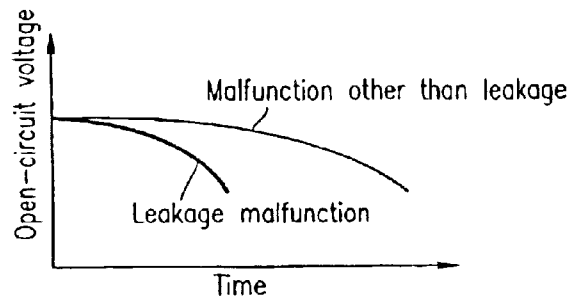 Open-circuit voltage
Malfunction other than leakage
Leakage malfunction
Time